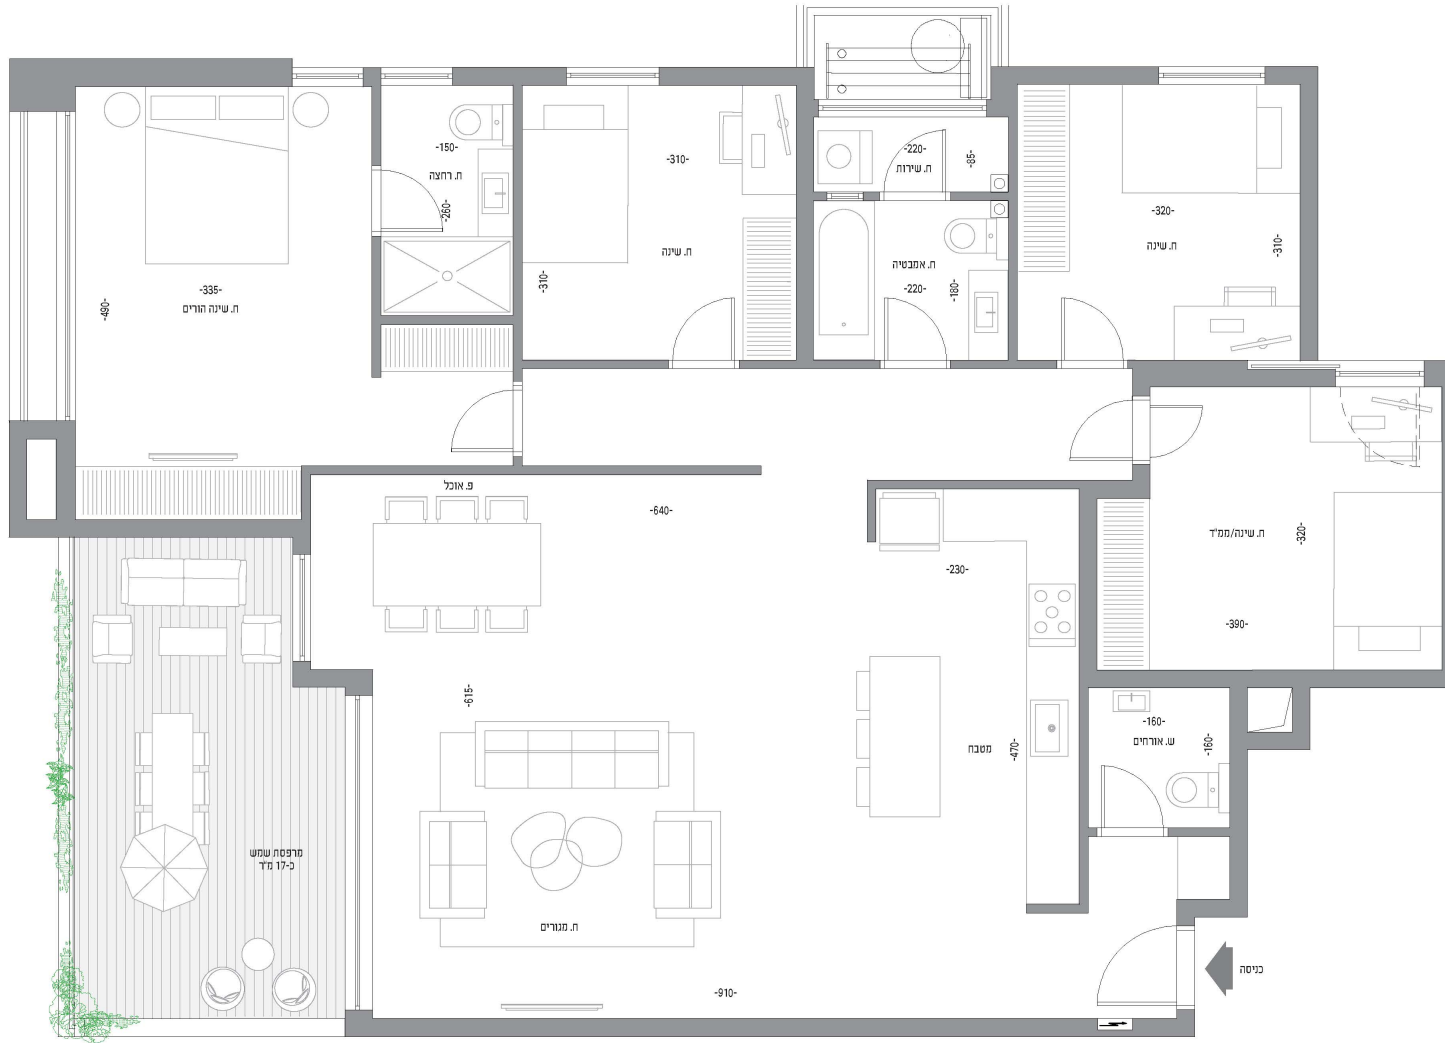 -150-
ח. רחצה
-260-
-310-
ח. שינה
-310-
-220-
ח. שירות
-85-
ח. אמבטיה
-220-
-180-
-320-
ח. שינה
-310-
-335-
ח. שינה הורים
-490-
פ. אוכל
-640-
-230-
ח. שינה/ממ"ד
-320-
-390-
-615-
מטבח
-470-
-160-
ש. אורחים
-160-
מרפסת שמש
כ-17 מ"ר
ח. מגורים
-910-
כניסה